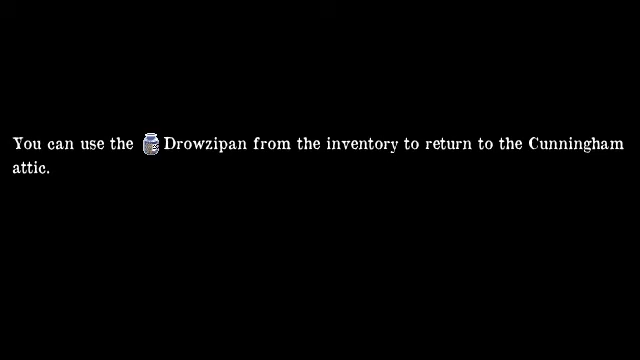 You can use the Drowzipan from the inventory to return to the Cunningham
attic.